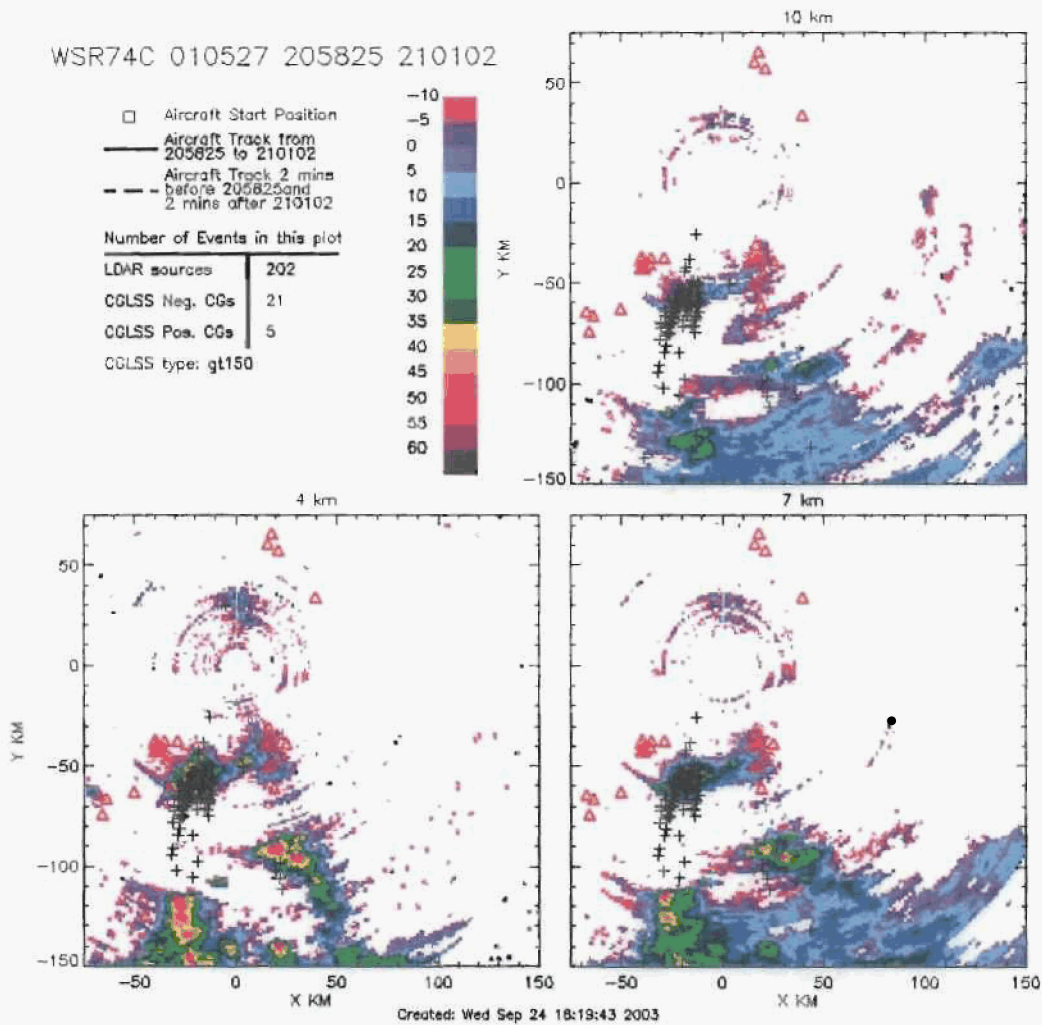 WSR74C 010527 205825 210102
Aircraft Start Position
Aircraft Track from
205825 to 210102
Aircraft Track 2 mins
before 205825and
2 mins after 210102
Number of Events in this plot
LDAR sources 202
CGLSS Neg. CGs 21
CGLSS Pos. CGs 5
CGLSS type: gt150
-10
-5
0
5
10
15
20
25
30
35
40
45
50
55
60
10 km
Y KM
50
0
-50
-100
-150
4 km
Y KM
50
0
-50
-100
-150
-50
0
50
100
150
X KM
7 km
-50
0
50
100
150
X KM
Created: Wed Sep 24 16:19:43 2003